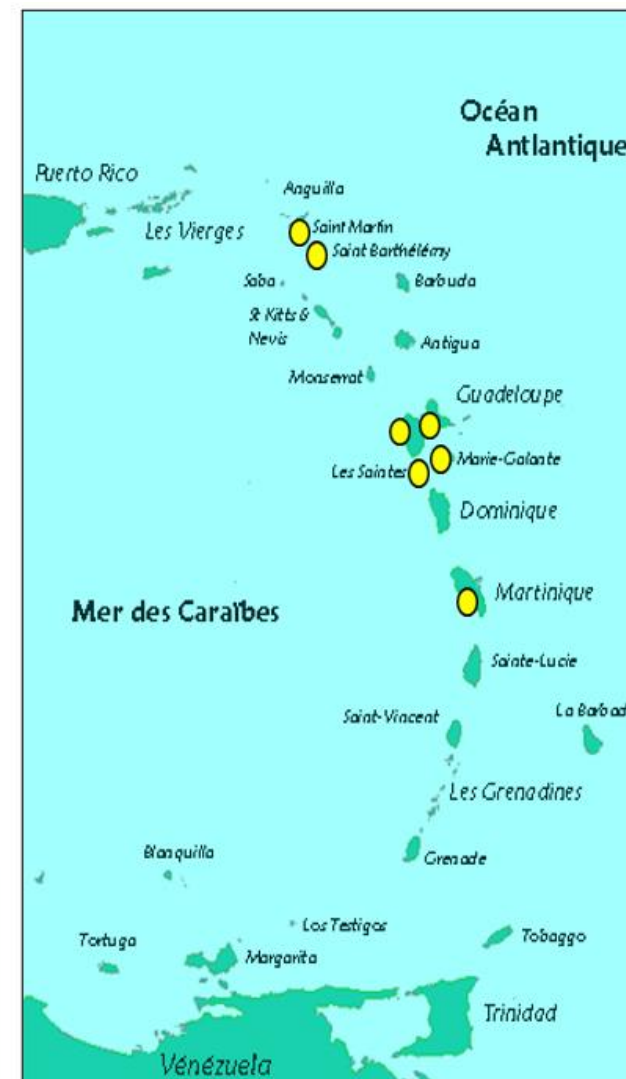 Océan
Antlantique
Puerto Rico
Anguilla
Les Vierges
Saint Martin
Saint Barthélémy
Saba
Barbuda
St Kitts &
Nevis
Antigua
Monserrat
Guadeloupe
Marie-Galante
Les Saintes
Dominique
Martinique
Mer des Caraïbes
Sainte-Lucie
Saint-Vincent
La Barbad
Les Grenadines
Blanquilla
Grenade
Los Testigos
Tobaggo
Tortuga
Margarita
Trinidad
Vénézuela